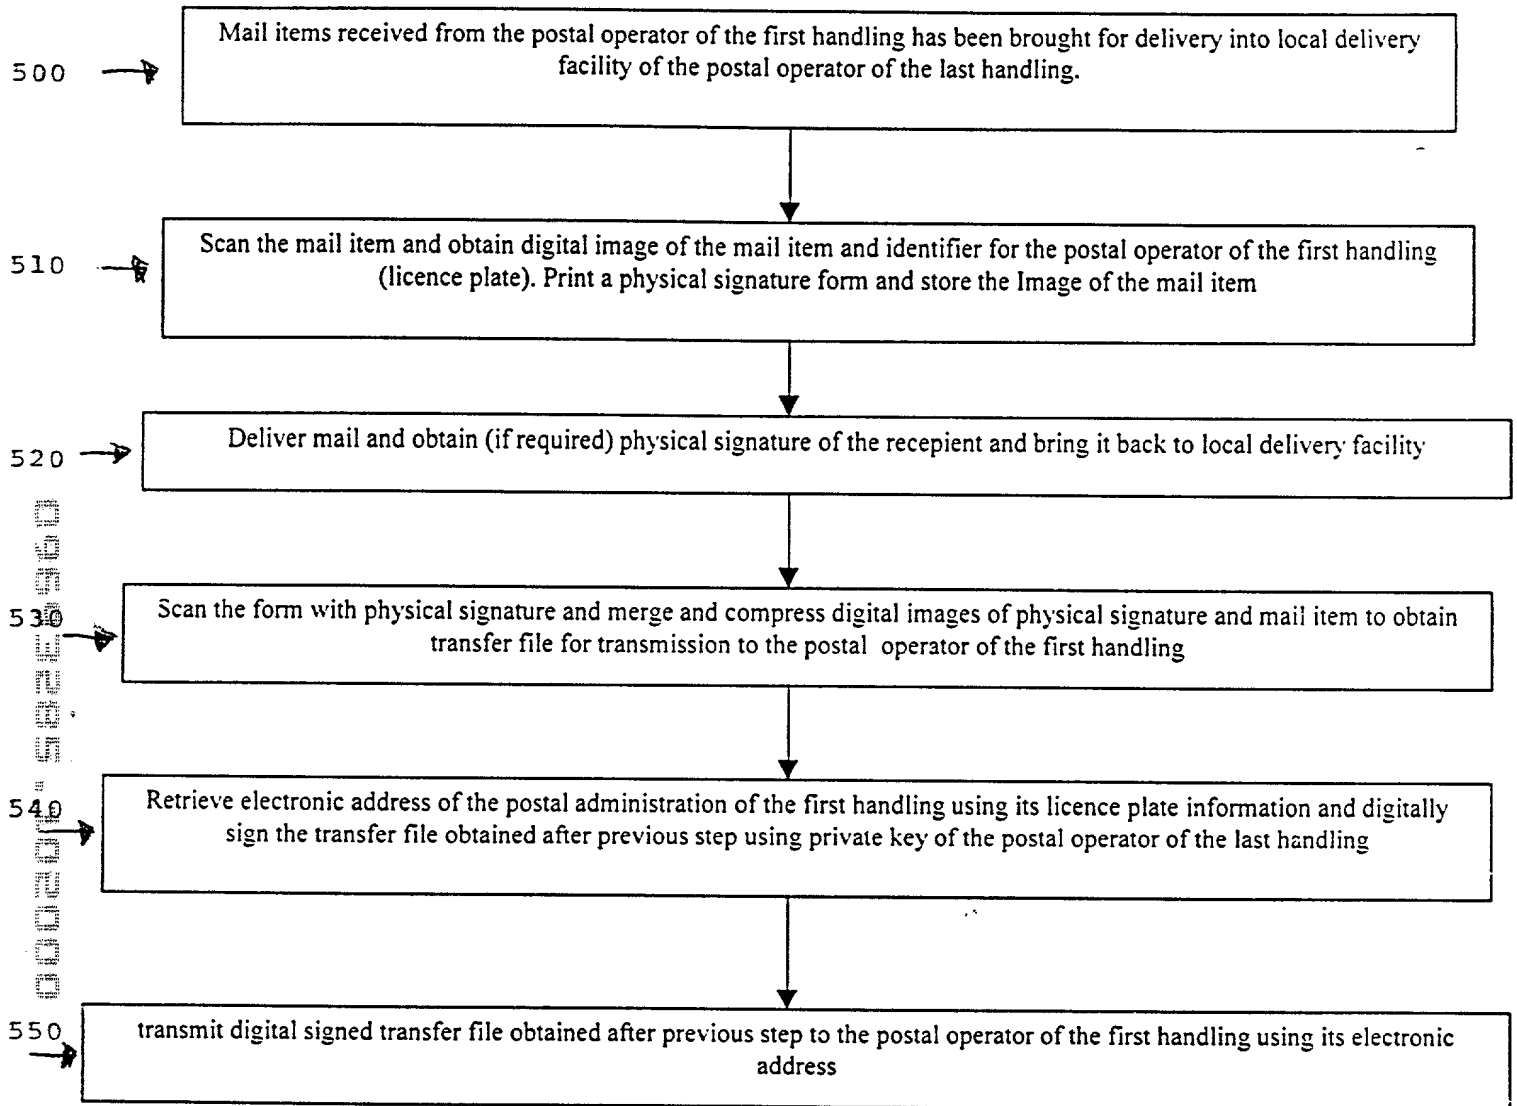 Mail items received from the postal operator of the first handling has been brought for delivery into local delivery
facility of the postal operator of the last handling.
500
Scan the mail item and obtain digital image of the mail item and identifier for the postal operator of the first handling
510
(licence plate). Print a physical signature form and store the Image of the mail item
Deliver mail and obtain (if required) physical signature of the recepient and bring it back to local delivery facility
520
Scan the form with physical signature and merge and compress digital images of physical signature and mail item to obtain
530
transfer file for transmission to the postal operator of the first handling
Retrieve electronic address of the postal administration of the first handling using its licence plate information and digitally
540
sign the transfer file obtained after previous step using private key of the postal operator of the last handling
550
transmit digital signed transfer file obtained after previous step to the postal operator of the first handling using its electronic
address